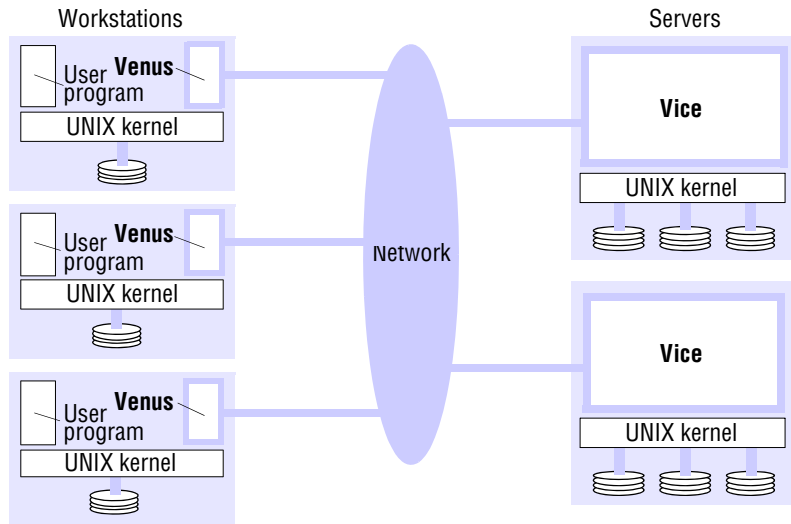 Workstations
Servers
User
program
Venus
UNIX kernel
User
program
Venus
UNIX kernel
User
program
Venus
UNIX kernel
Network
Vice
UNIX kernel
Vice
UNIX kernel